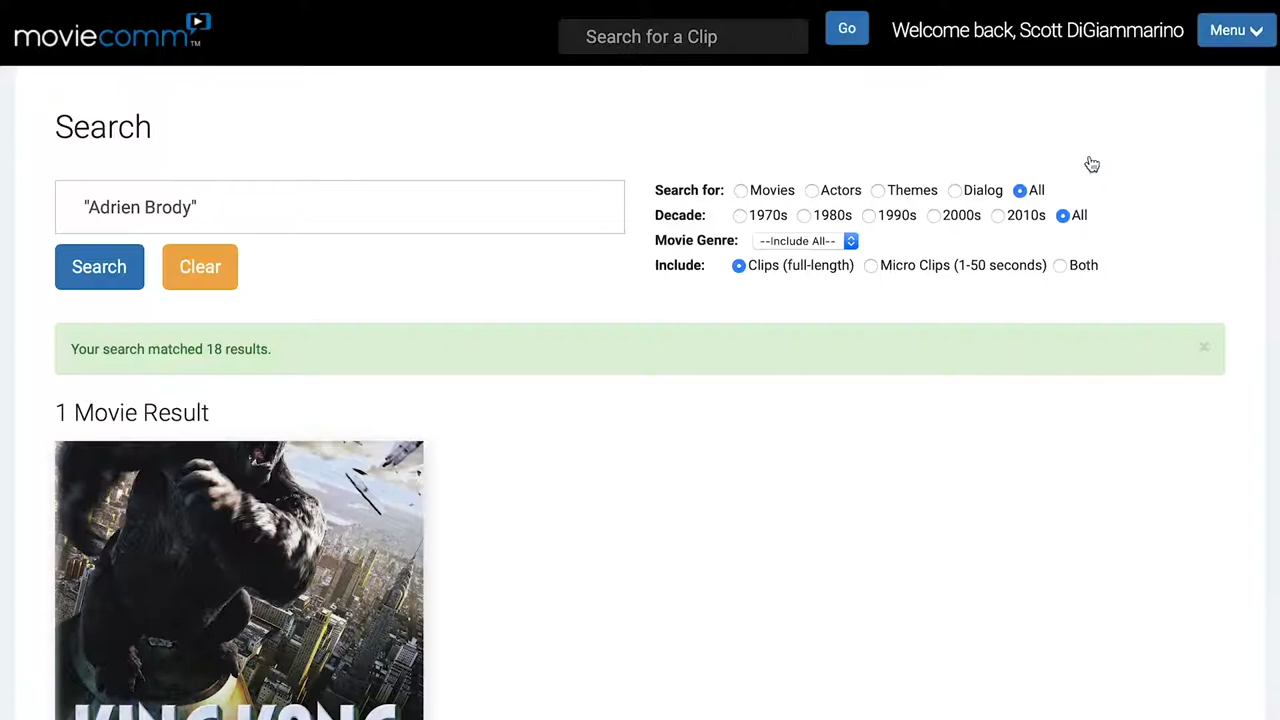 moviecomm™
Search for a Clip
Go
Welcome back, Scott DiGiammarino
Menu
Search
"Adrien Brody"
Search
Clear
Search for: Movies Actors Themes Dialog All
Decade: 1970s 1980s 1990s 2000s 2010s All
Movie Genre: --Include All--
Include: Clips (full-length) Micro Clips (1-50 seconds) Both
Your search matched 18 results.
×
1 Movie Result
KING KONG